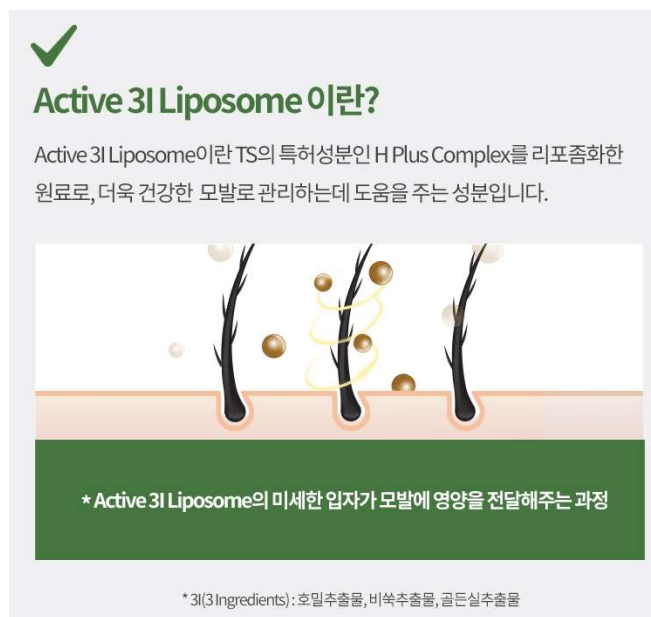 Active 3I Liposome 이란?
Active 3I Liposome이란 TS의 특허성분인 H Plus Complex를 리포좀화한
원료로, 더욱 건강한 모발로 관리하는데 도움을 주는 성분입니다.
* Active 3I Liposome의 미세한 입자가 모발에 영양을 전달해주는 과정
* 3I(3 Ingredients) : 호밀추출물, 비쑥추출물, 골든실추출물